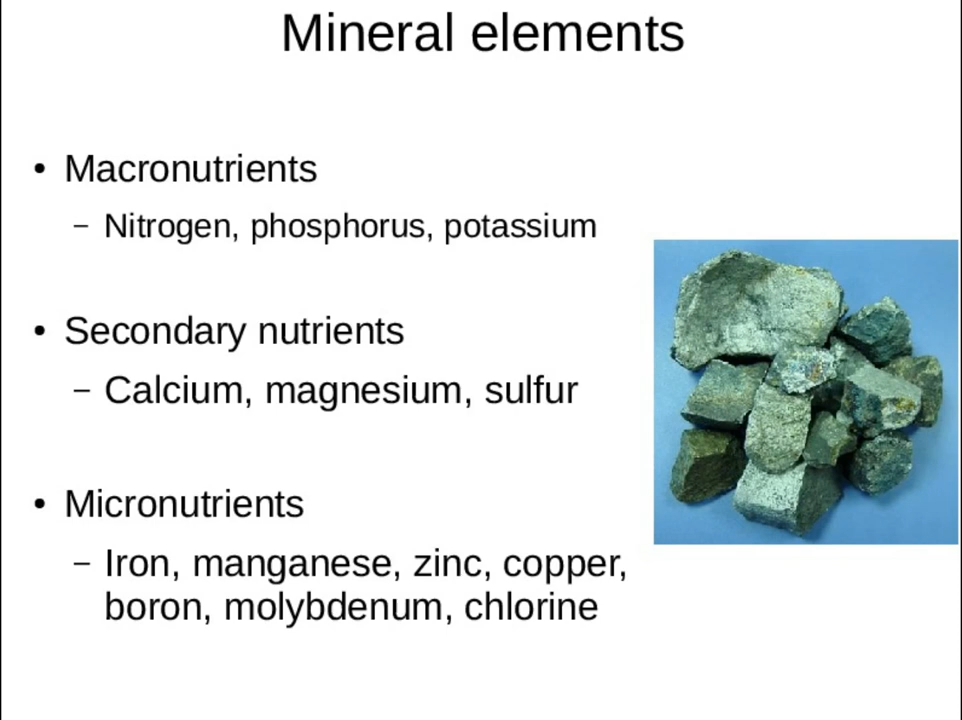 Mineral elements
• Macronutrients
– Nitrogen, phosphorus, potassium
• Secondary nutrients
– Calcium, magnesium, sulfur
• Micronutrients
– Iron, manganese, zinc, copper,
boron, molybdenum, chlorine